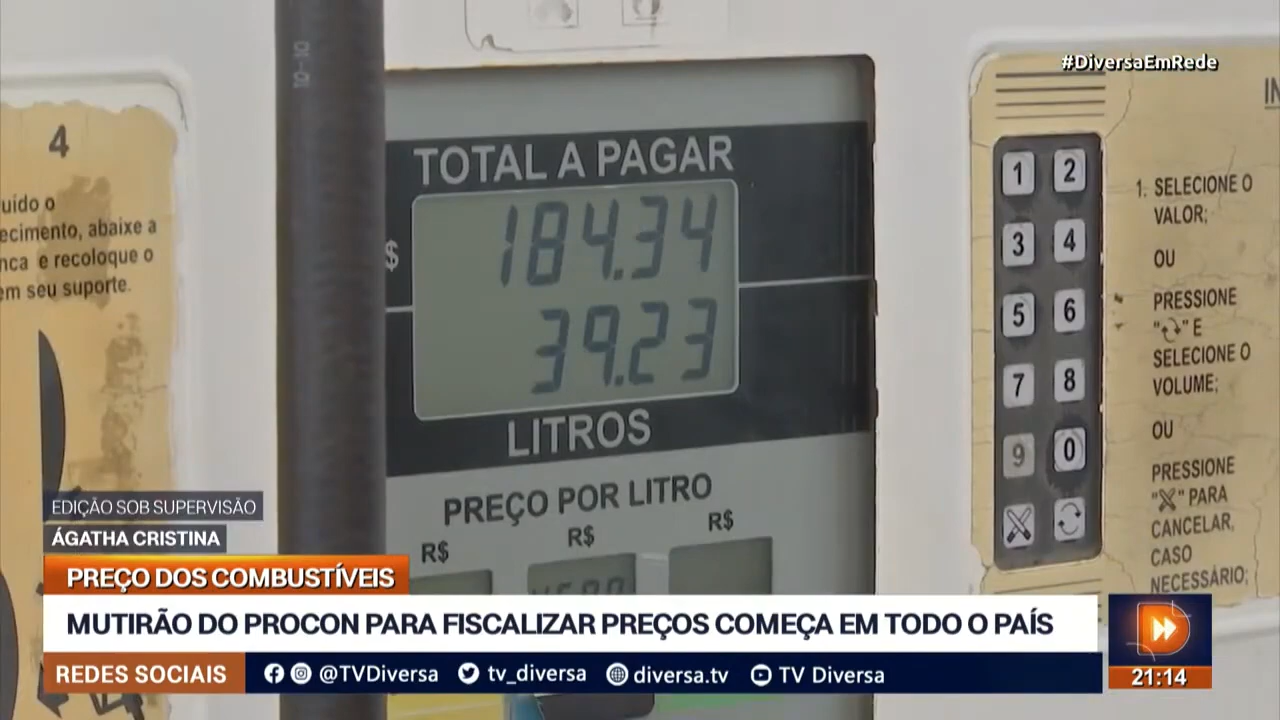 #DiversaEmRede
4
uído o
ecimento, abaixe a
nca e recoloque o
em seu suporte.
TOTAL A PAGAR
$
184.34
39.23
LITROS
PREÇO POR LITRO
R$
R$
R$
1 2
3 4
5 6
7 8
9 0
1. SELECIONE O
VALOR;
OU
PRESSIONE
" " E
SELECIONE O
VOLUME;
OU
PRESSIONE
" " PARA
CANCELAR,
CASO
NECESSÁRIO;
EDIÇÃO SOB SUPERVISÃO
ÁGATHA CRISTINA
PREÇO DOS COMBUSTÍVEIS
MUTIRÃO DO PROCON PARA FISCALIZAR PREÇOS COMEÇA EM TODO O PAÍS
REDES SOCIAIS
@TVDiversa tv_diversa diversa.tv TV Diversa
D
21:14